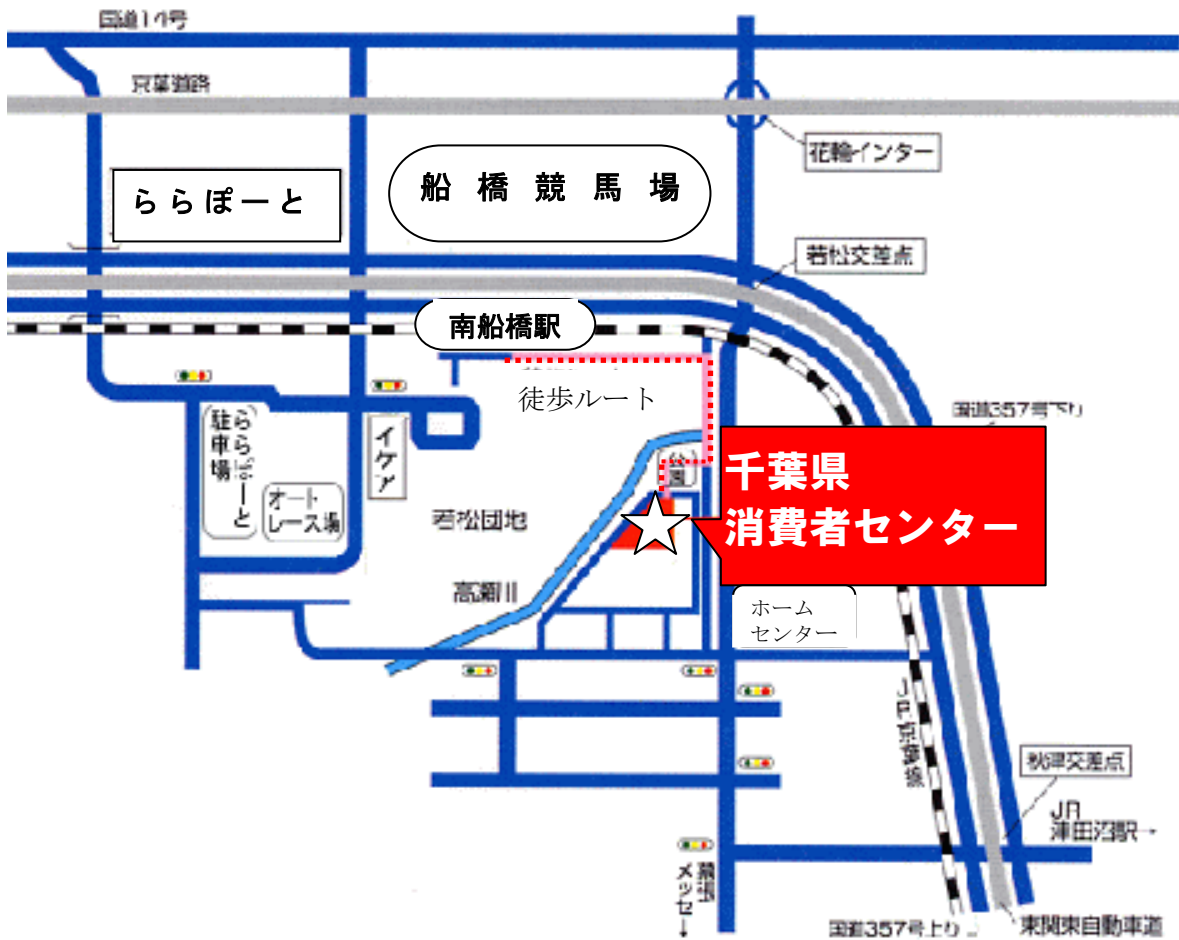 国道14号
京葉道路
花輪インター
ららぽーと
船橋競馬場
若松交差点
南船橋駅
徒歩ルート
国道357号下り
ららぽーと
駐車場
イケア
オート
レース場
公園
千葉県
消費者センター
若松団地
高瀬川
ホーム
センター
秋津交差点
JR
津田沼駅→
幕張
メッセ→
国道357号上り
東関東自動車道